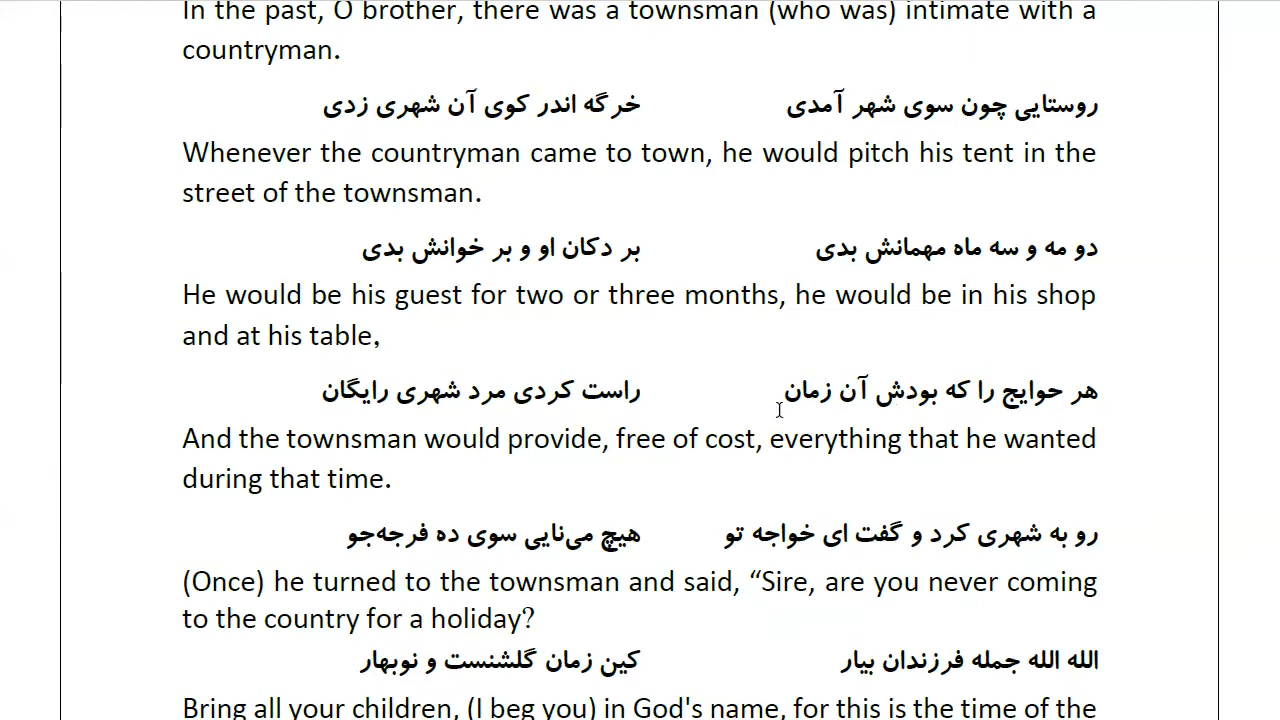 In the past, O brother, there was a townsman (who was) intimate with a
countryman.
روستایی چون سوی شهر آمدی خرگه اندر کوی آن شهری زدی
Whenever the countryman came to town, he would pitch his tent in the
street of the townsman.
دو مه و سه ماه مهمانش بدی بر دکان او و بر خوانش بدی
He would be his guest for two or three months, he would be in his shop
and at his table,
هر حوایج را که بودش آن زمان راست کردی مرد شهری رایگان
And the townsman would provide, free of cost, everything that he wanted
during that time.
رو به شهری کرد و گفت ای خواجه تو هیچ می‌نایی سوی ده فرجه‌جو
(Once) he turned to the townsman and said, “Sire, are you never coming
to the country for a holiday?
الله الله جمله فرزندان بیار کین زمان گلشنست و نوبهار
Bring all your children, (I beg you) in God's name, for this is the time of the